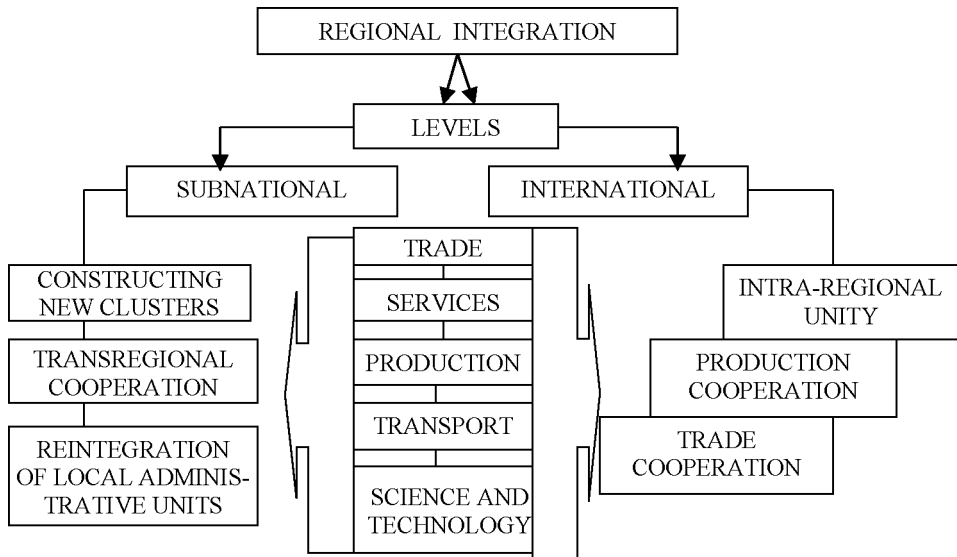 REGIONAL INTEGRATION
LEVELS
SUBNATIONAL
INTERNATIONAL
CONSTRUCTING
NEW CLUSTERS
TRANSREGIONAL
COOPERATION
REINTEGRATION
OF LOCAL ADMINIS-
TRATIVE UNITS
TRADE
SERVICES
PRODUCTION
TRANSPORT
SCIENCE AND
TECHNOLOGY
INTRA-REGIONAL
UNITY
PRODUCTION
COOPERATION
TRADE
COOPERATION